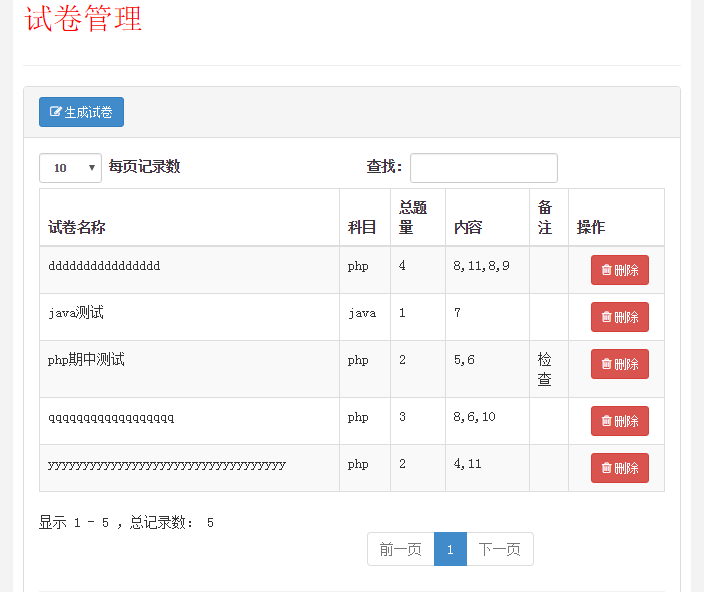 试卷管理
生成试卷
10 每页记录数 查找：
试卷名称 科目 总题量 内容 备注 操作
dddddddddddddddd php 4 8,11,8,9 删除
java测试 java 1 7 删除
php期中测试 php 2 5,6 检查 删除
qqqqqqqqqqqqqqqqqq php 3 8,6,10 删除
yyyyyyyyyyyyyyyyyyyyyyyyyyyyyyyyyy php 2 4,11 删除
显示 1 - 5 ，总记录数： 5
前一页 1 下一页